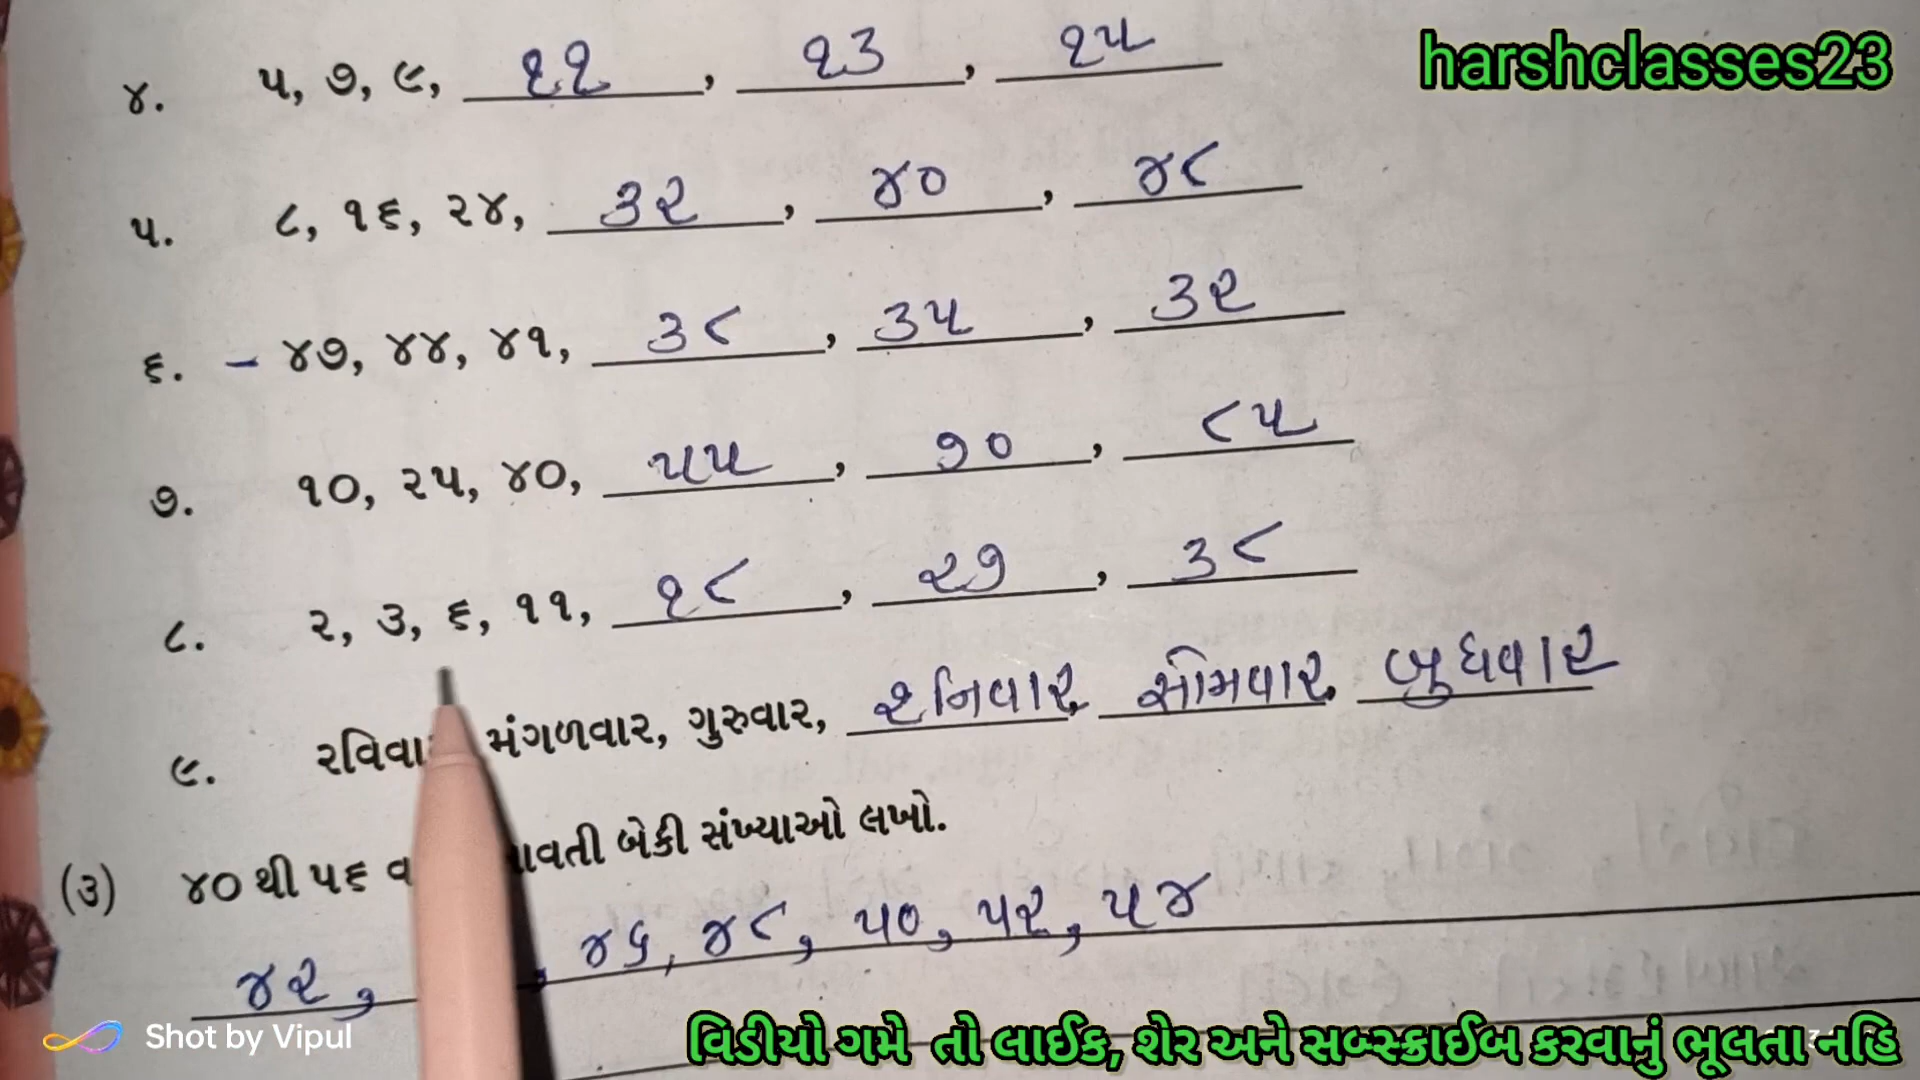 harshclasses23
૪. ૫, ૭, ૯, ૧૧, ૧૩, ૧૫
૫. ૮, ૧૬, ૨૪, ૩૨, ૪૦, ૪૮
૬. - ૪૭, ૪૪, ૪૧, ૩૮, ૩૫, ૩૨
૭. ૧૦, ૨૫, ૪૦, ૫૫, ૭૦, ૮૫
૮. ૨, ૩, ૬, ૧૧, ૧૮, ૨૭, ૩૮
૯. મંગળવાર, ગુરુવાર, શનિવાર, સોમવાર, બુધવાર
(૩) ૪૦ થી ૫૬ બેકી સંખ્યાઓ લખો.
૪૨, ૪૬, ૪૮, ૫૦, ૫૨, ૫૪
Shot by Vipul
વિડીયો ગમે તો લાઈક, શેર અને સબ્સ્ક્રાઈબ કરવાનું ભૂલતા નહિ